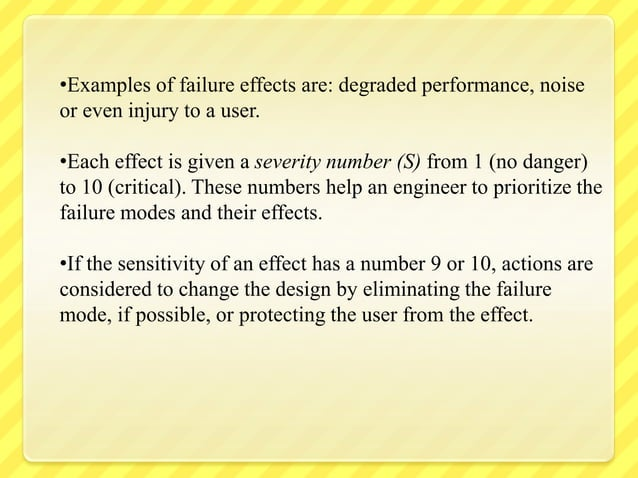 •Examples of failure effects are: degraded performance, noise
or even injury to a user.
•Each effect is given a severity number (S) from 1 (no danger)
to 10 (critical). These numbers help an engineer to prioritize the
failure modes and their effects.
•If the sensitivity of an effect has a number 9 or 10, actions are
considered to change the design by eliminating the failure
mode, if possible, or protecting the user from the effect.